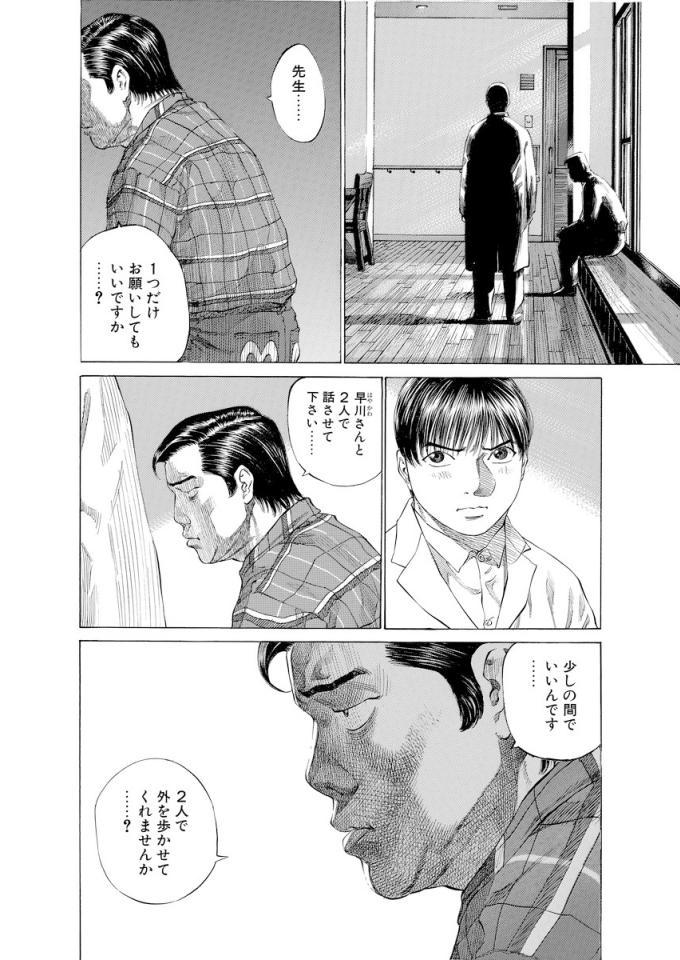 先生……
1つだけ
お願いしても
いいですか
……?
早川さんと
はやかわ
2人で
話させて
下さい……
少しの間で
いいんです
……
2人で
外を歩かせて
くれませんか
……?